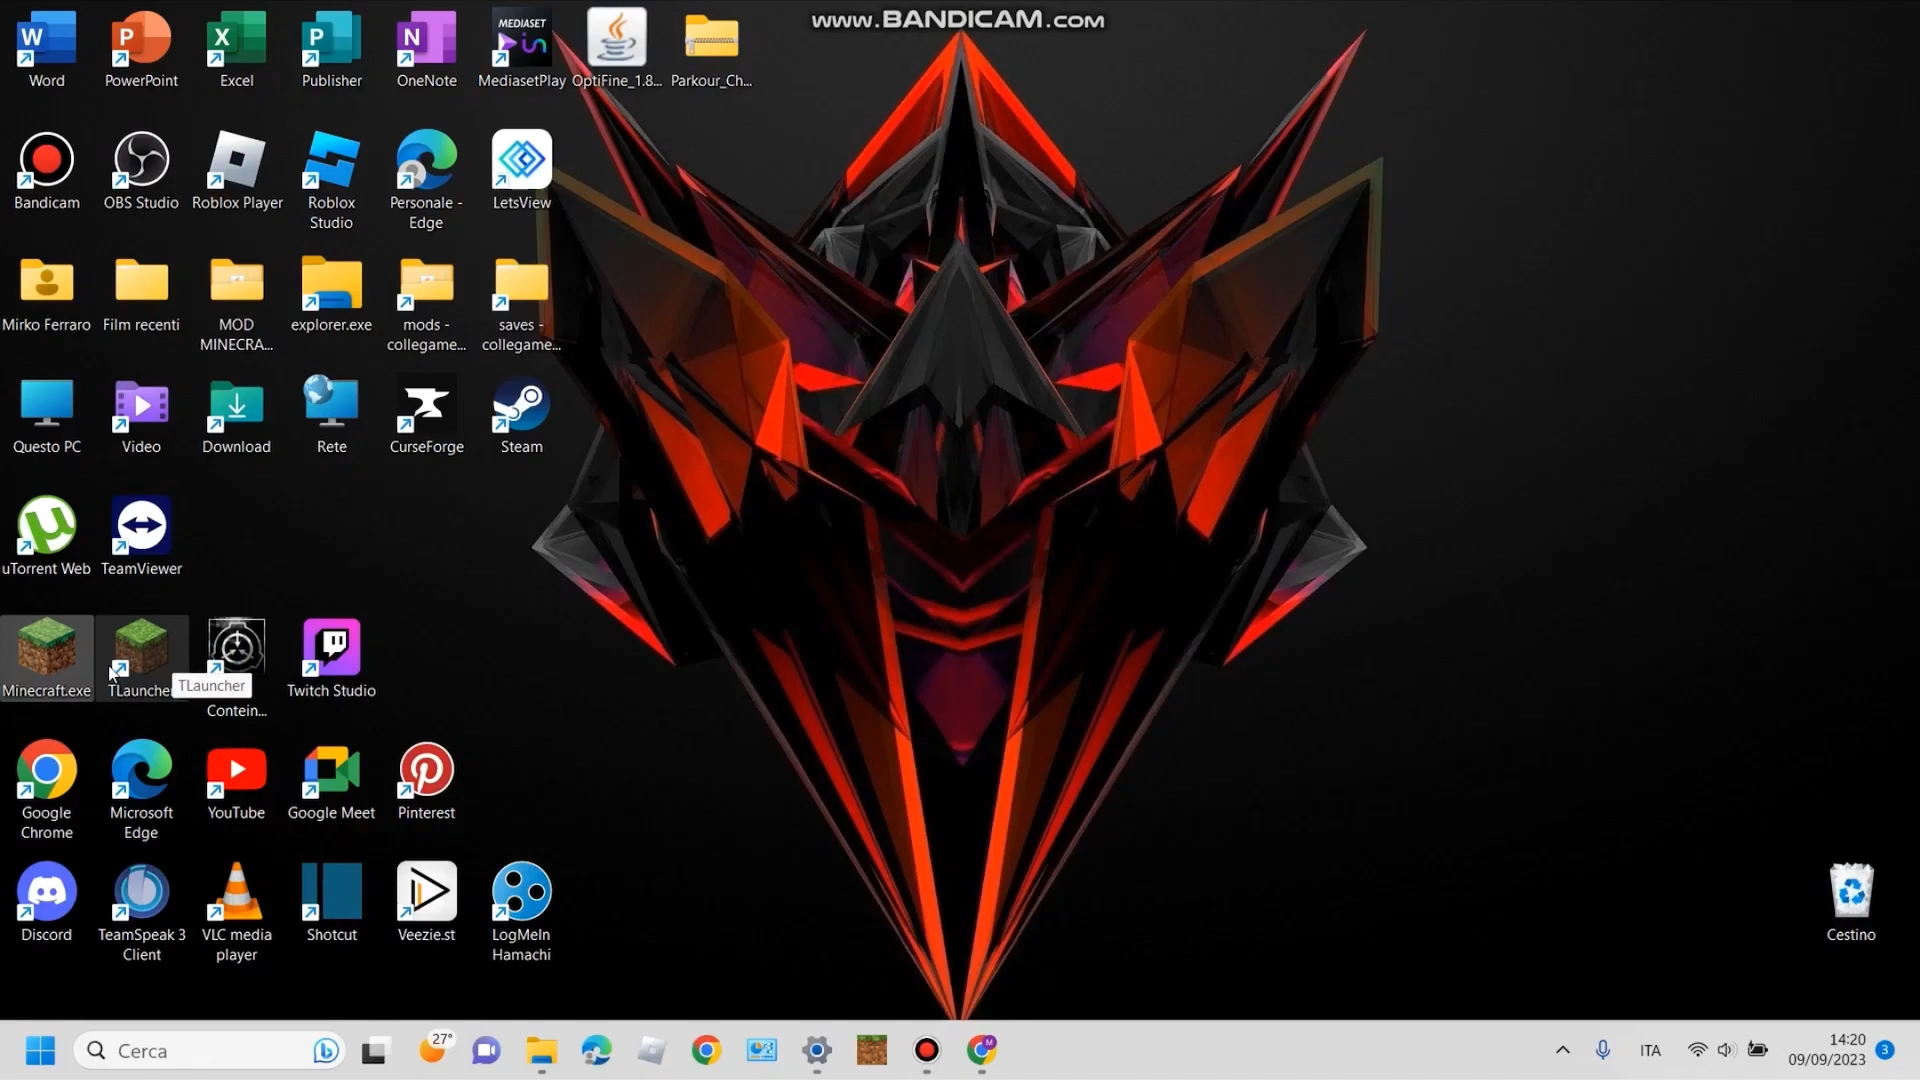 www.BANDICAM.com
Word
PowerPoint
Excel
Publisher
OneNote
MEDIASET
in
MediasetPlay
OptiFine_1.8...
Parkour_Ch...
Bandicam
OBS Studio
Roblox Player
Roblox
Studio
Personale -
Edge
LetsView
Mirko Ferraro
Film recenti
MOD
MINECRA...
explorer.exe
mods -
collegame...
saves -
collegame...
Questo PC
Video
Download
Rete
CurseForge
Steam
uTorrent Web
TeamViewer
Minecraft.exe
TLauncher
TLauncher
Contein...
Twitch Studio
Google
Chrome
Microsoft
Edge
YouTube
Google Meet
Pinterest
Discord
TeamSpeak 3
Client
VLC media
player
Shotcut
Veezie.st
LogMeIn
Hamachi
Cestino
Cerca
27°
M
ITA
14:20
09/09/2023
3